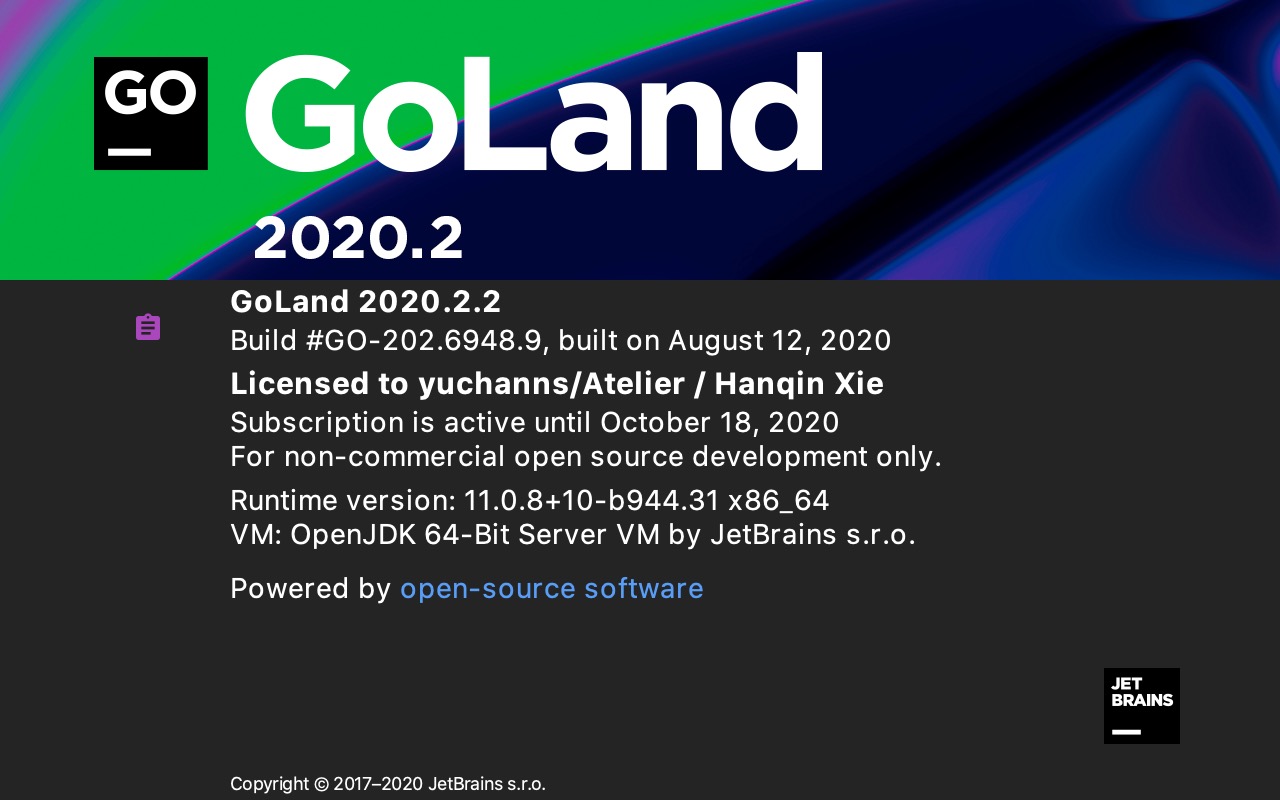 GO
GoLand
2020.2
GoLand 2020.2.2
Build #GO-202.6948.9, built on August 12, 2020
Licensed to yuchanns/Atelier / Hanqin Xie
Subscription is active until October 18, 2020
For non-commercial open source development only.
Runtime version: 11.0.8+10-b944.31 x86_64
VM: OpenJDK 64-Bit Server VM by JetBrains s.r.o.
Powered by open-source software
JET
BRAINS
Copyright © 2017–2020 JetBrains s.r.o.